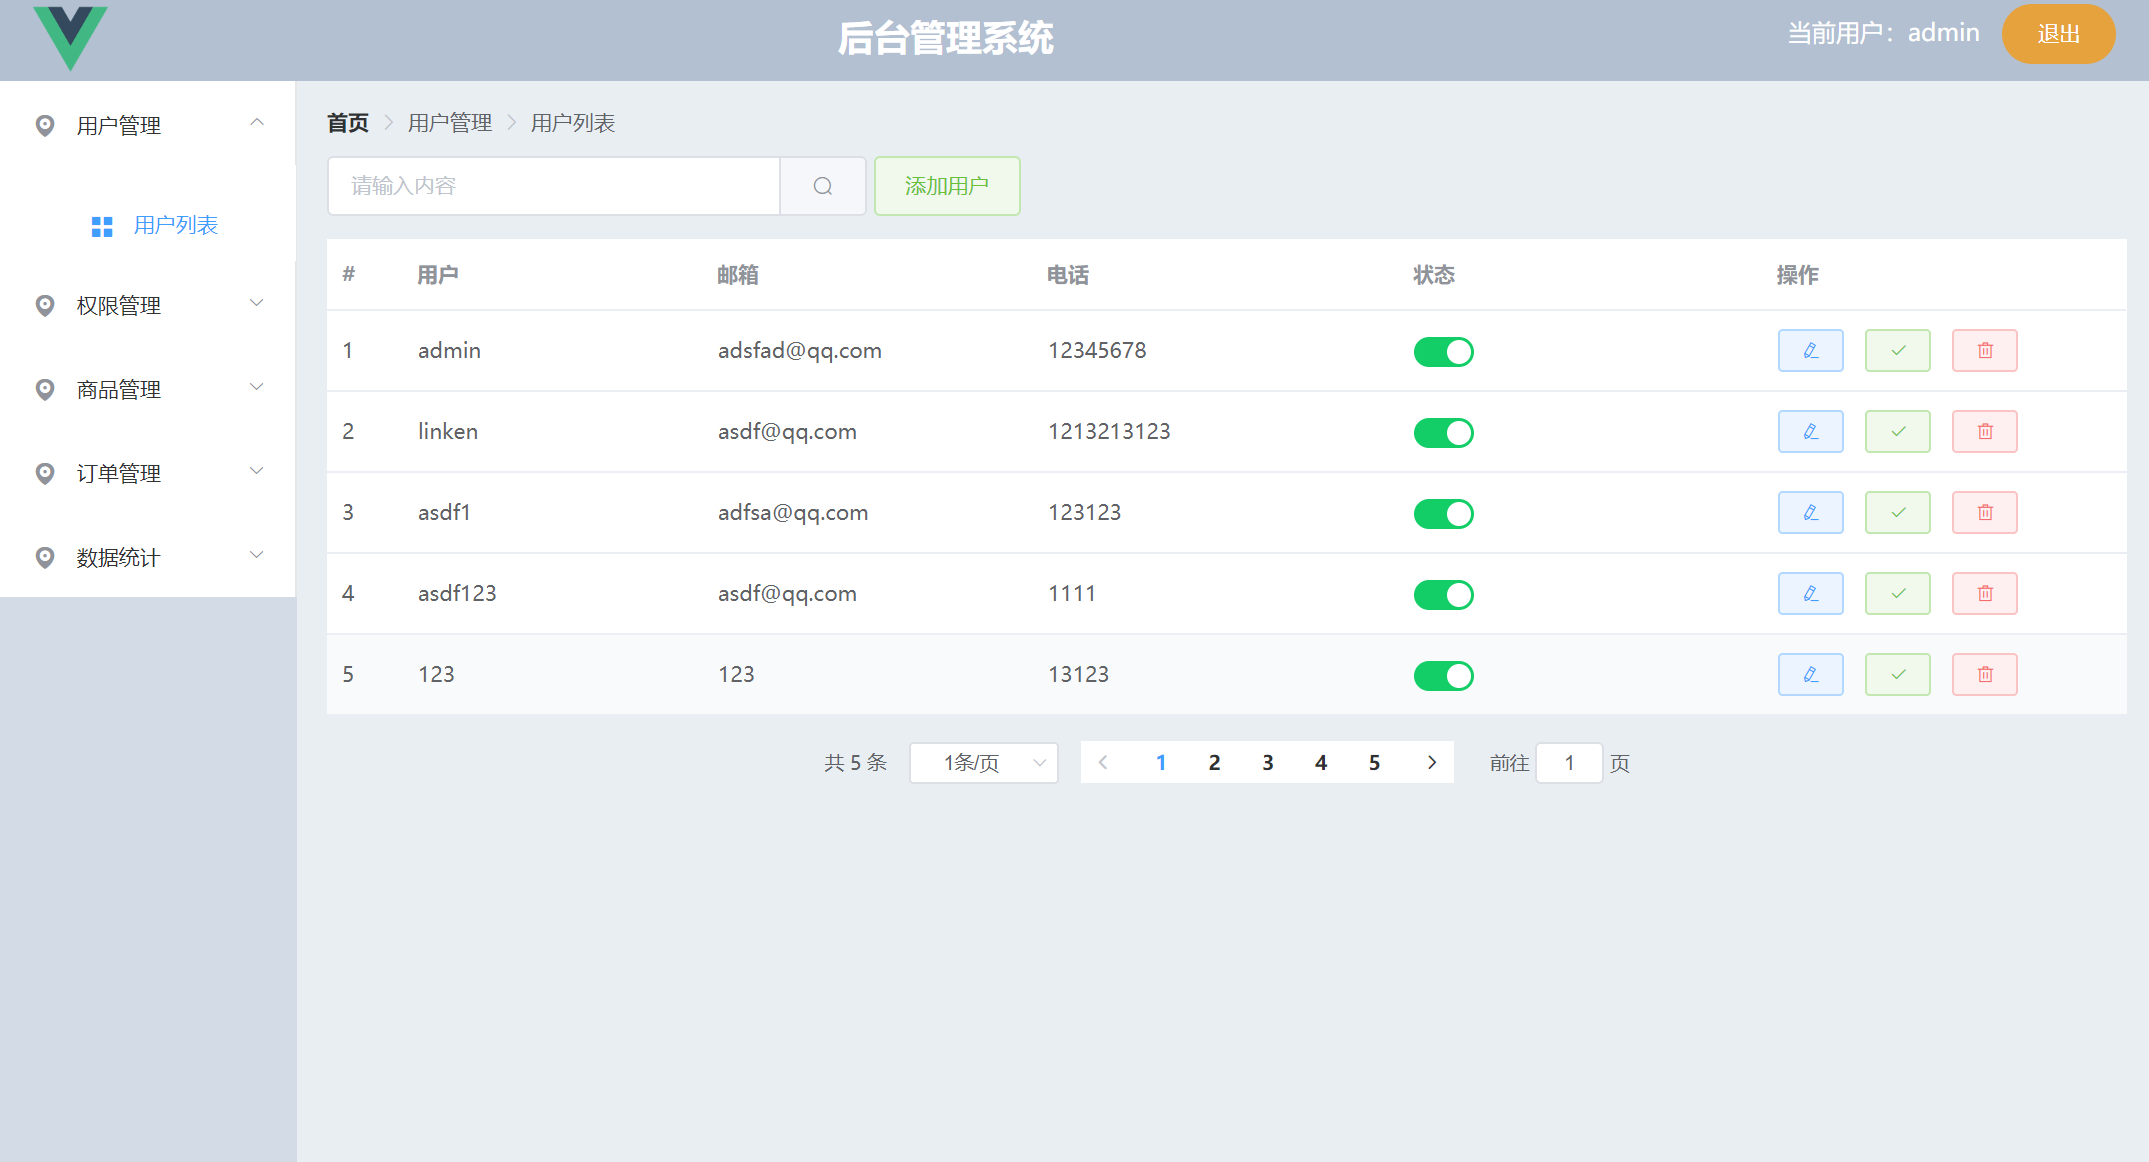 后台管理系统
当前用户：admin 退出
用户管理
用户列表
权限管理
商品管理
订单管理
数据统计
首页 用户管理 用户列表
请输入内容 添加用户
# 用户 邮箱 电话 状态 操作
1 admin adsfad@qq.com 12345678
2 linken asdf@qq.com 1213213123
3 asdf1 adfsa@qq.com 123123
4 asdf123 asdf@qq.com 1111
5 123 123 13123
共 5 条 1条/页 1 2 3 4 5 前往 1 页